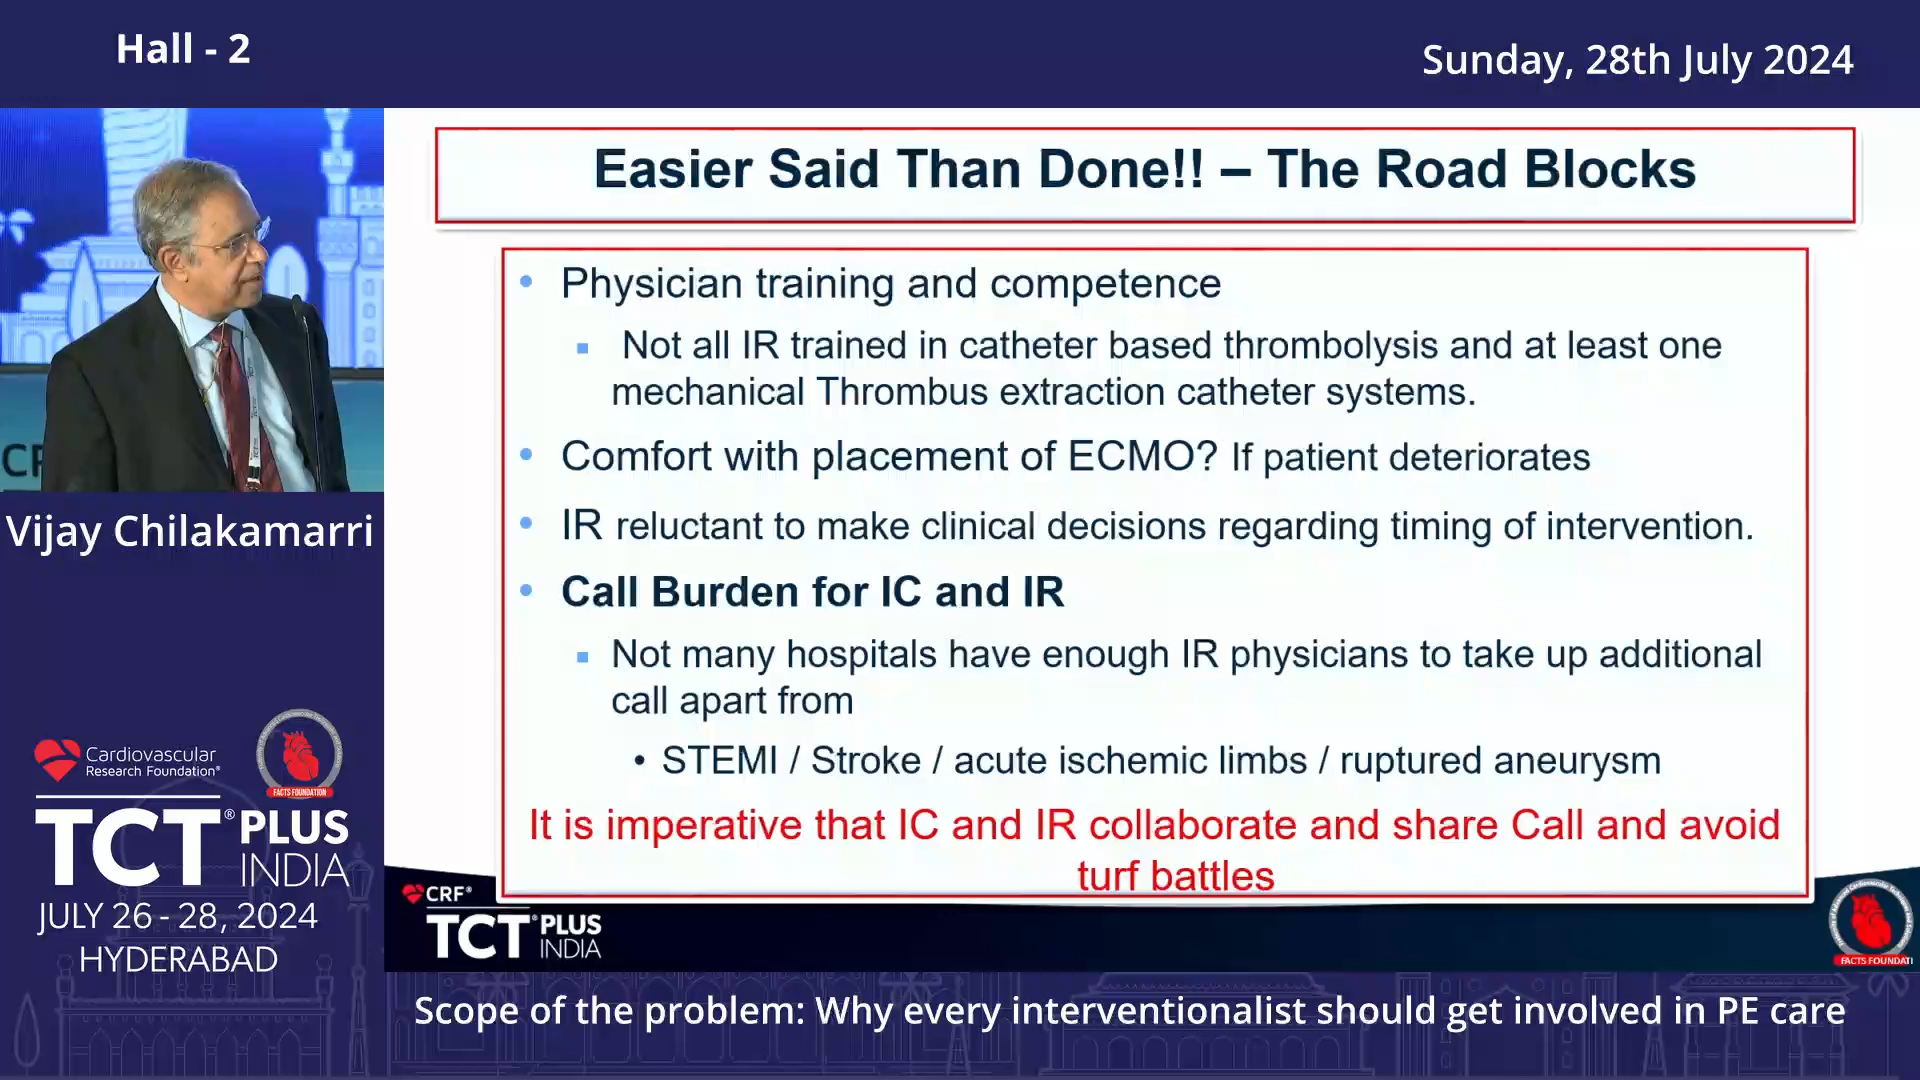 Hall - 2
Sunday, 28th July 2024
Easier Said Than Done!! – The Road Blocks
• Physician training and competence
▪ Not all IR trained in catheter based thrombolysis and at least one
mechanical Thrombus extraction catheter systems.
• Comfort with placement of ECMO? If patient deteriorates
• IR reluctant to make clinical decisions regarding timing of intervention.
• Call Burden for IC and IR
▪ Not many hospitals have enough IR physicians to take up additional
call apart from
• STEMI / Stroke / acute ischemic limbs / ruptured aneurysm
It is imperative that IC and IR collaborate and share Call and avoid
turf battles
Vijay Chilakamarri
Cardiovascular
Research Foundation®
FACTS FOUNDATION
TCT® PLUS
INDIA
JULY 26 - 28, 2024
HYDERABAD
CRF®
TCT® PLUS
INDIA
FACTS FOUNDATI
Scope of the problem: Why every interventionalist should get involved in PE care